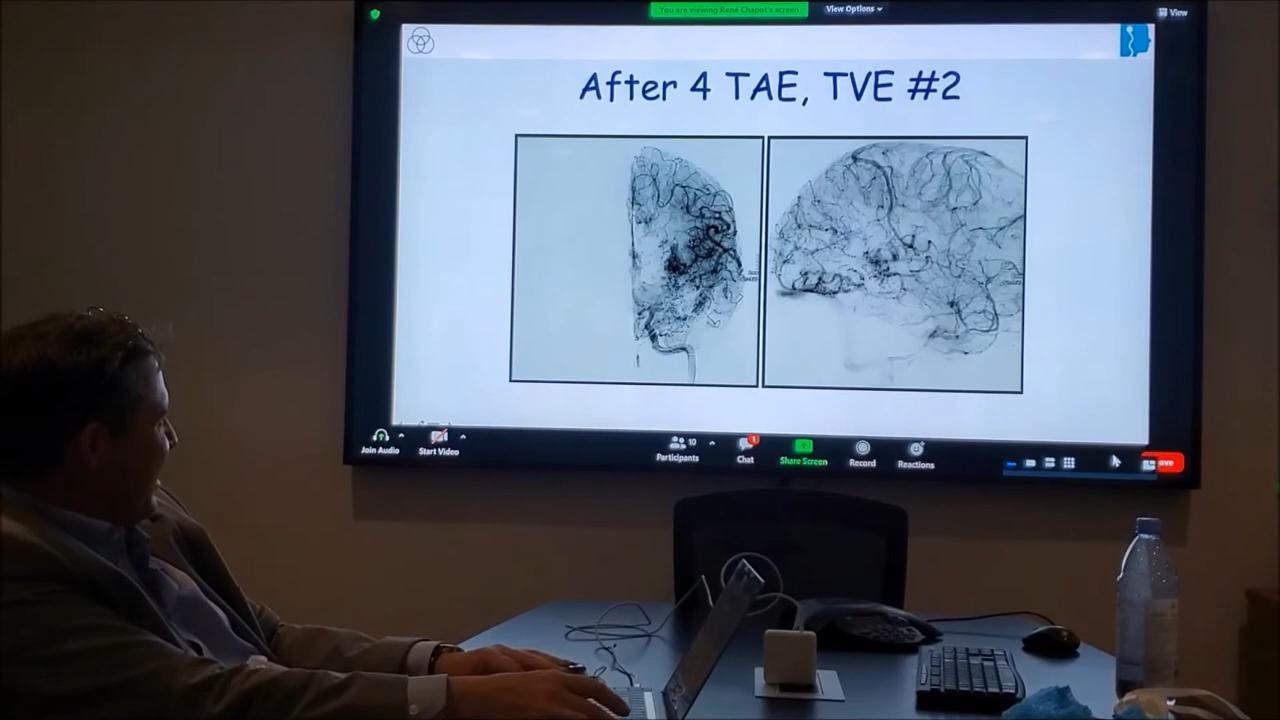 You are viewing René Chapot's screen
View Options
View
After 4 TAE, TVE #2
Join Audio
Start Video
10
Participants
1
Chat
Share Screen
Record
Reactions